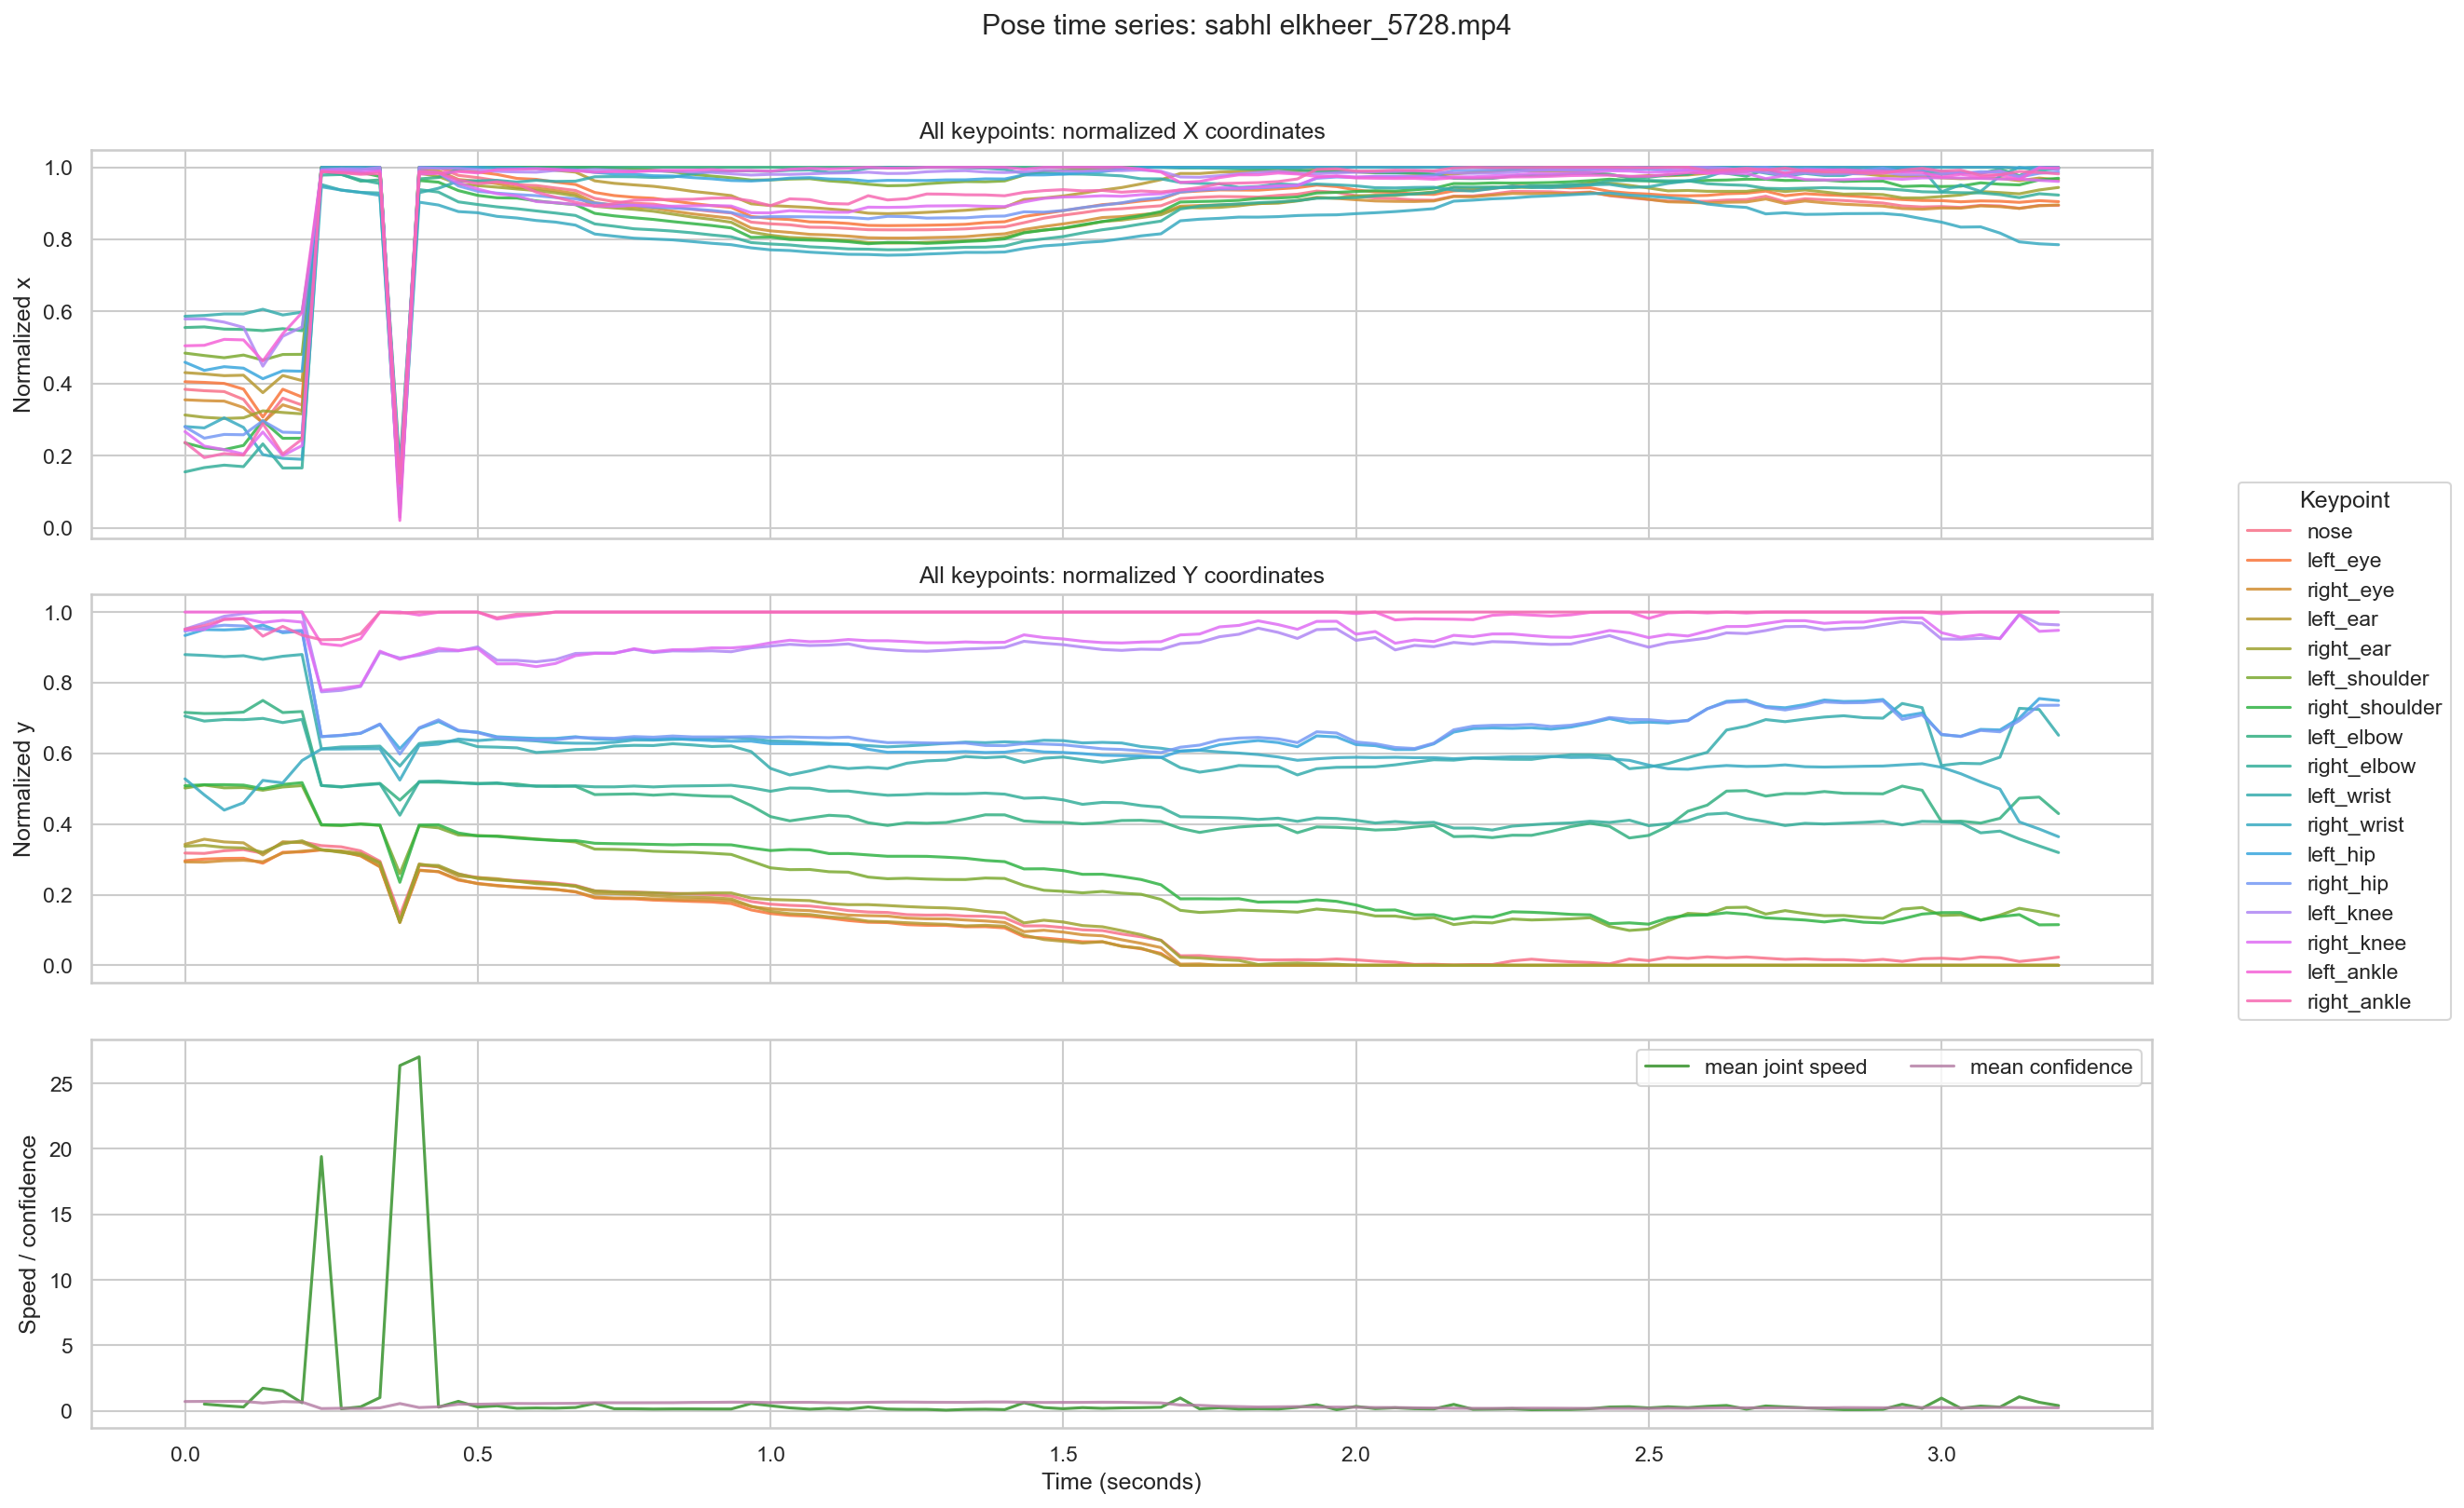 Pose time series: sabhl elkheer_5728.mp4
All keypoints: normalized X coordinates
Normalized x
1.0
0.8
0.6
0.4
0.2
0.0
All keypoints: normalized Y coordinates
Normalized y
1.0
0.8
0.6
0.4
0.2
0.0
Keypoint
nose
left_eye
right_eye
left_ear
right_ear
left_shoulder
right_shoulder
left_elbow
right_elbow
left_wrist
right_wrist
left_hip
right_hip
left_knee
right_knee
left_ankle
right_ankle
mean joint speed
mean confidence
Speed / confidence
25
20
15
10
5
0
0.0
0.5
1.0
1.5
2.0
2.5
3.0
Time (seconds)